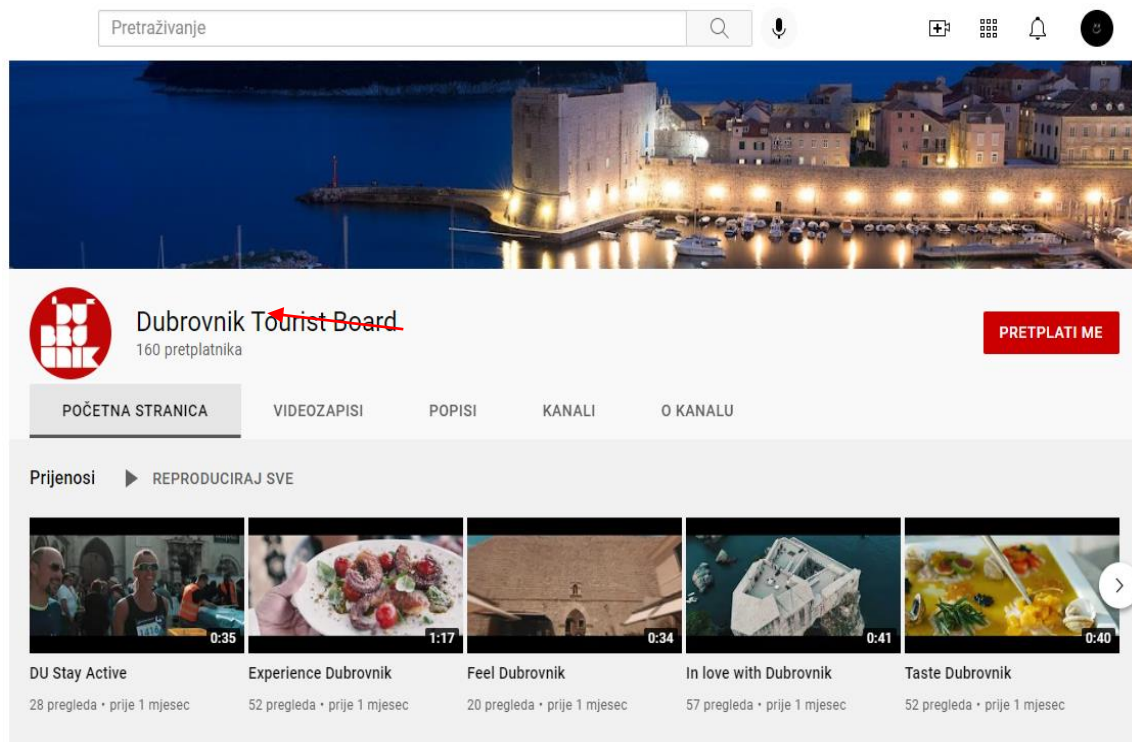 Pretraživanje
DU
BRO
VNIK
Dubrovnik Tourist Board
160 pretplatnika
PRETPLATI ME
POČETNA STRANICA VIDEOZAPISI POPISI KANALI O KANALU
Prijenosi REPRODUCIRAJ SVE
0:35 1:17 0:34 0:41 0:40
DU Stay Active Experience Dubrovnik Feel Dubrovnik In love with Dubrovnik Taste Dubrovnik
28 pregleda • prije 1 mjesec 52 pregleda • prije 1 mjesec 20 pregleda • prije 1 mjesec 57 pregleda • prije 1 mjesec 52 pregleda • prije 1 mjesec